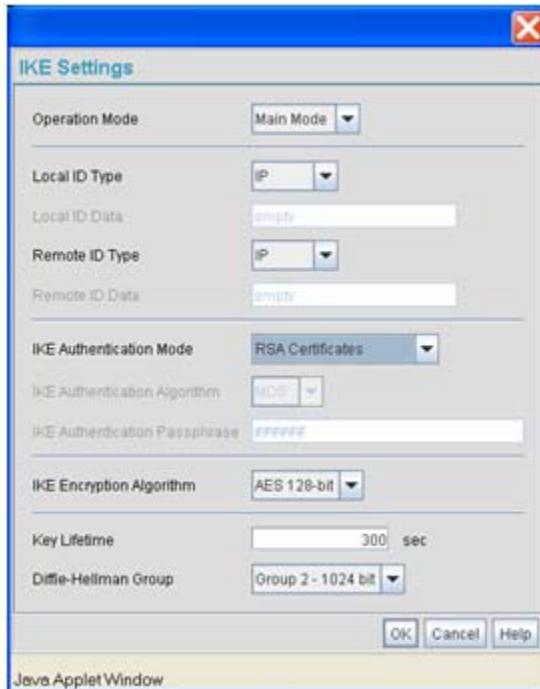 IKE Settings
Operation Mode Main Mode
Local ID Type IP
Local ID Data empty
Remote ID Type IP
Remote ID Data empty
IKE Authentication Mode RSA Certificates
IKE Authentication Algorithm MD5
IKE Authentication Passphrase ######
IKE Encryption Algorithm AES 128-bit
Key Lifetime 300 sec
Diffie-Hellman Group Group 2 - 1024 bit
OK Cancel Help
Java Applet Window